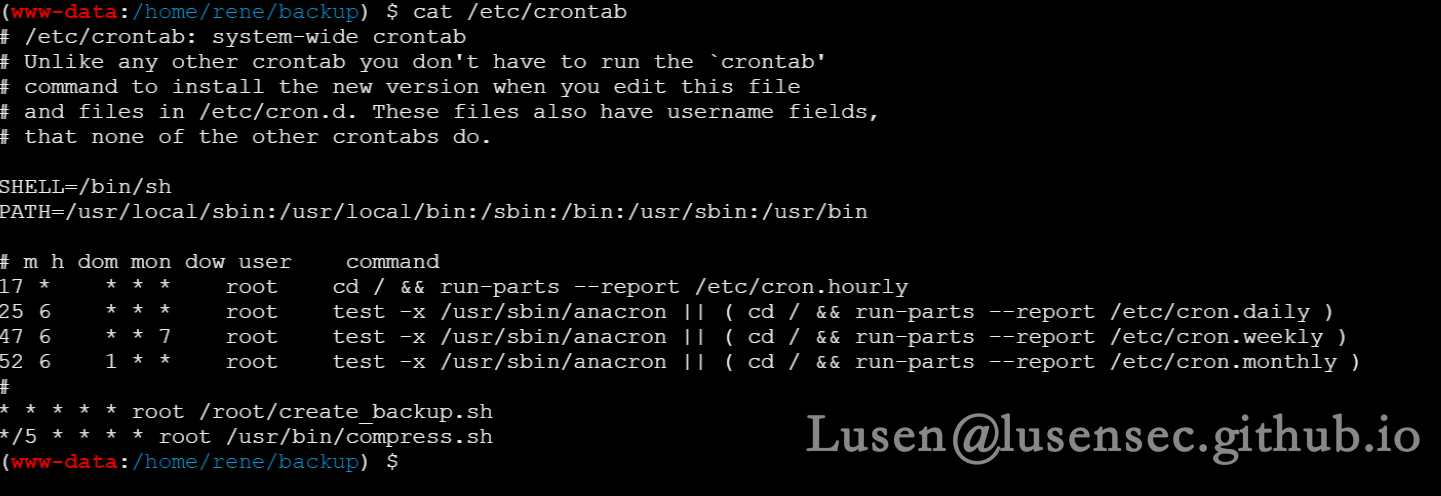 (www-data:/home/rene/backup) $ cat /etc/crontab
# /etc/crontab: system-wide crontab
# Unlike any other crontab you don't have to run the `crontab'
# command to install the new version when you edit this file
# and files in /etc/cron.d. These files also have username fields,
# that none of the other crontabs do.

SHELL=/bin/sh
PATH=/usr/local/sbin:/usr/local/bin:/sbin:/bin:/usr/sbin:/usr/bin

# m h dom mon dow user    command
17 *    * * *    root    cd / && run-parts --report /etc/cron.hourly
25 6    * * *    root    test -x /usr/sbin/anacron || ( cd / && run-parts --report /etc/cron.daily )
47 6    * * 7    root    test -x /usr/sbin/anacron || ( cd / && run-parts --report /etc/cron.weekly )
52 6    1 * *    root    test -x /usr/sbin/anacron || ( cd / && run-parts --report /etc/cron.monthly )
#
* * * * * root /root/create_backup.sh
*/5 * * * * root /usr/bin/compress.sh
(www-data:/home/rene/backup) $
Lusen@lusensec.github.io